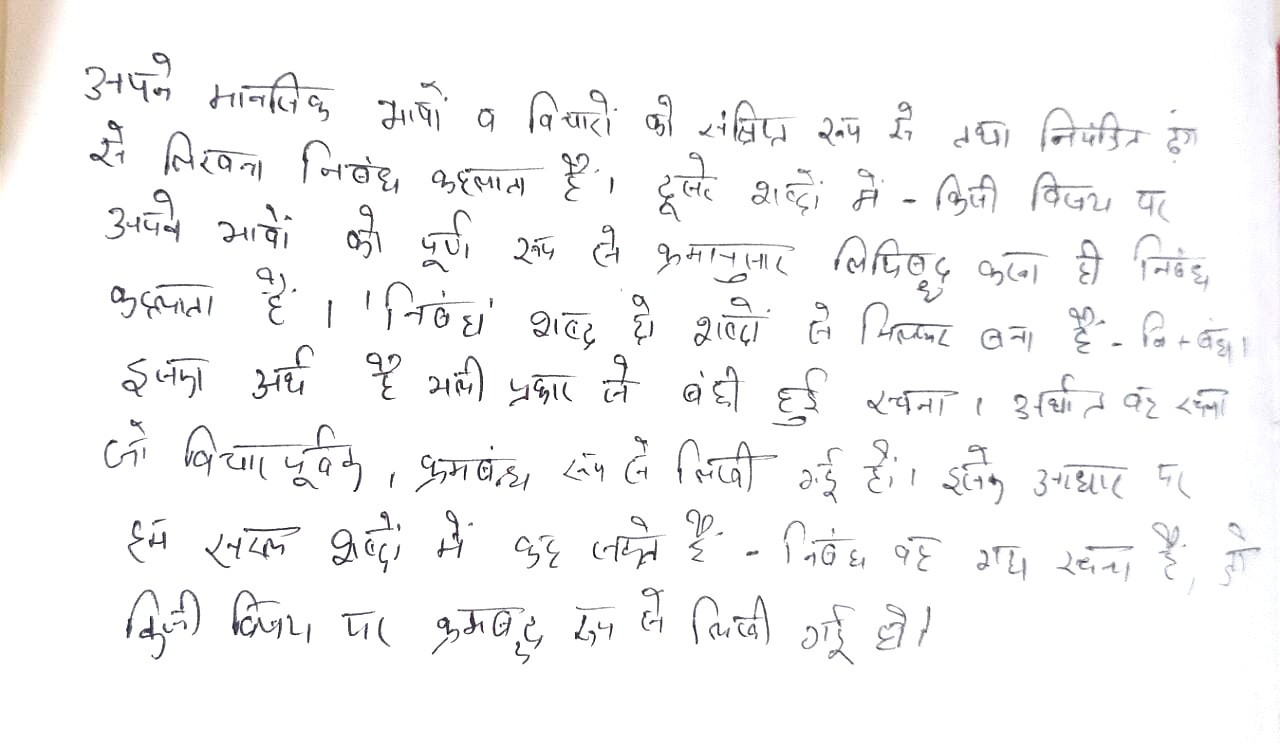 अपने मानसिक भावों व विचारों को संक्षिप्त रूप से तथा नियंत्रित ढंग
से लिखना निबंध कहलाता है। दूसरे शब्दों में - किसी विषय पर
अपने भावों को पूर्ण रूप से क्रमानुसार लिपिबद्ध करना ही निबंध
कहलाता है। 'निबंध' शब्द दो शब्दों से मिलकर बना है - नि + बंध।
इसका अर्थ है भली प्रकार से बंधी हुई रचना। अर्थात वह रचना
जो विचारपूर्वक, क्रमबंध रूप से लिखी गई हो। इसके आधार पर
हम सरल शब्दों में कह सकते हैं - निबंध वह गद्य रचना है, जो
किसी विषय पर क्रमबद्ध रूप से लिखी गई हो।